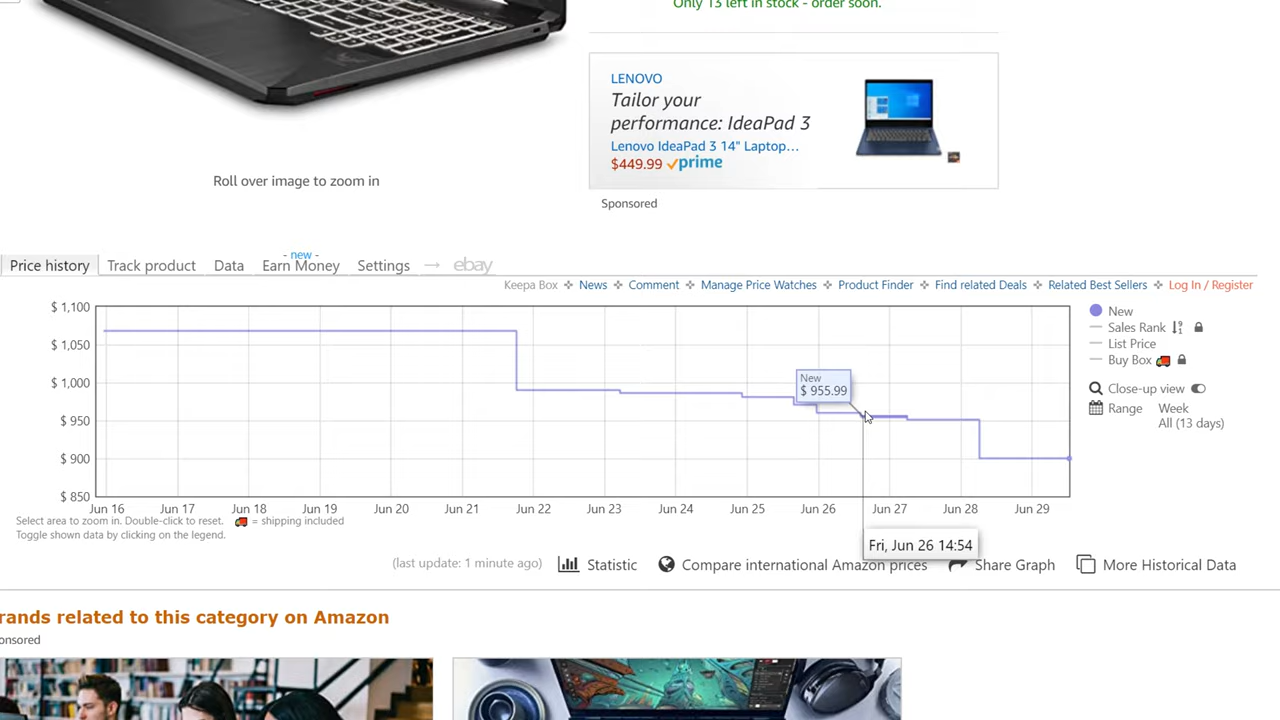 Only 13 left in stock - order soon.
LENOVO
Tailor your
performance: IdeaPad 3
Lenovo IdeaPad 3 14" Laptop...
$449.99 prime
Roll over image to zoom in
Sponsored
- new -
Price history Track product Data Earn Money Settings → ebay
Keepa Box News Comment Manage Price Watches Product Finder Find related Deals Related Best Sellers Log In / Register
$ 1,100
$ 1,050
$ 1,000
$ 950
$ 900
$ 850
New
$ 955.99
New
Sales Rank
List Price
Buy Box
Close-up view
Range Week
All (13 days)
Jun 16 Jun 17 Jun 18 Jun 19 Jun 20 Jun 21 Jun 22 Jun 23 Jun 24 Jun 25 Jun 26 Jun 27 Jun 28 Jun 29
Select area to zoom in. Double-click to reset. = shipping included
Toggle shown data by clicking on the legend.
Fri, Jun 26 14:54
(last update: 1 minute ago) Statistic Compare international Amazon prices Share Graph More Historical Data
rands related to this category on Amazon
onsored